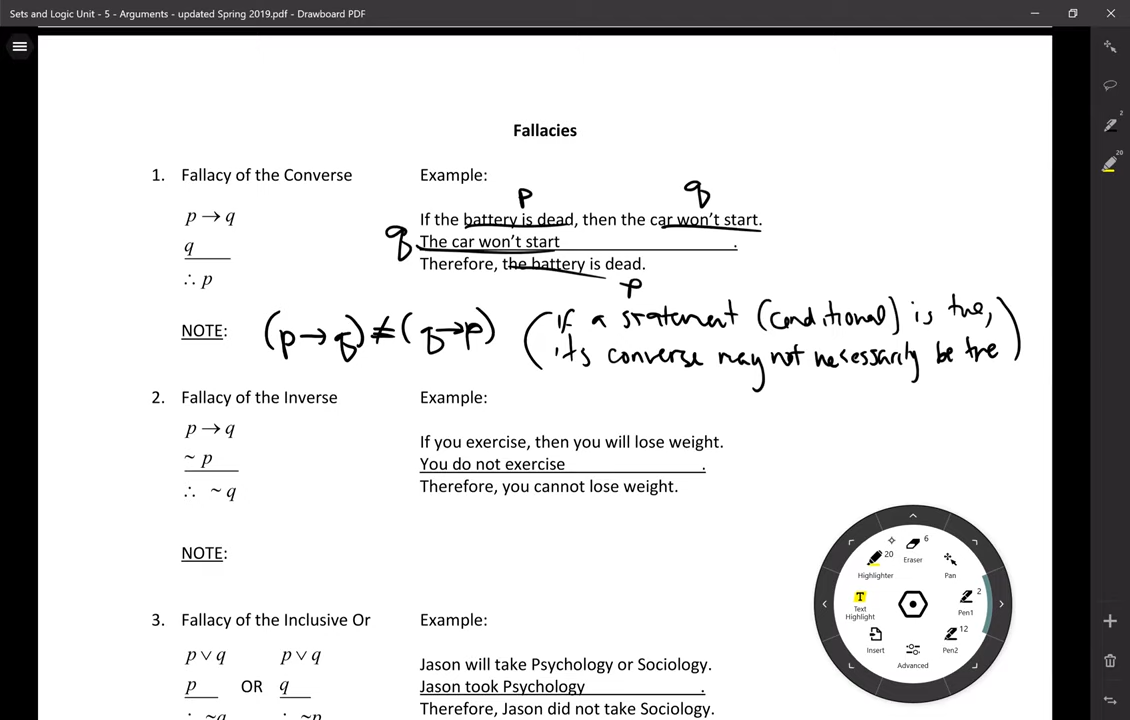 Sets and Logic Unit - 5 - Arguments - updated Spring 2019.pdf - Drawboard PDF
Fallacies
1. Fallacy of the Converse
Example:
p q
p → q
If the battery is dead, then the car won't start.
q
q The car won't start .
∴ p
Therefore, the battery is dead.
p
NOTE: (p → q) ≠ (q → p) (If a statement (conditional) is true,
its converse may not necessarily be true)
2. Fallacy of the Inverse
Example:
p → q
If you exercise, then you will lose weight.
~ p
You do not exercise .
∴ ~ q
Therefore, you cannot lose weight.
NOTE:
3. Fallacy of the Inclusive Or
Example:
p ∨ q p ∨ q
Jason will take Psychology or Sociology.
p OR q
Jason took Psychology .
∴ ~q ∴ ~p
Therefore, Jason did not take Sociology.
6
Eraser
20
Highlighter
Pan
T
Text
Highlight
2
Pen1
12
Pen2
Insert
Advanced
2
20